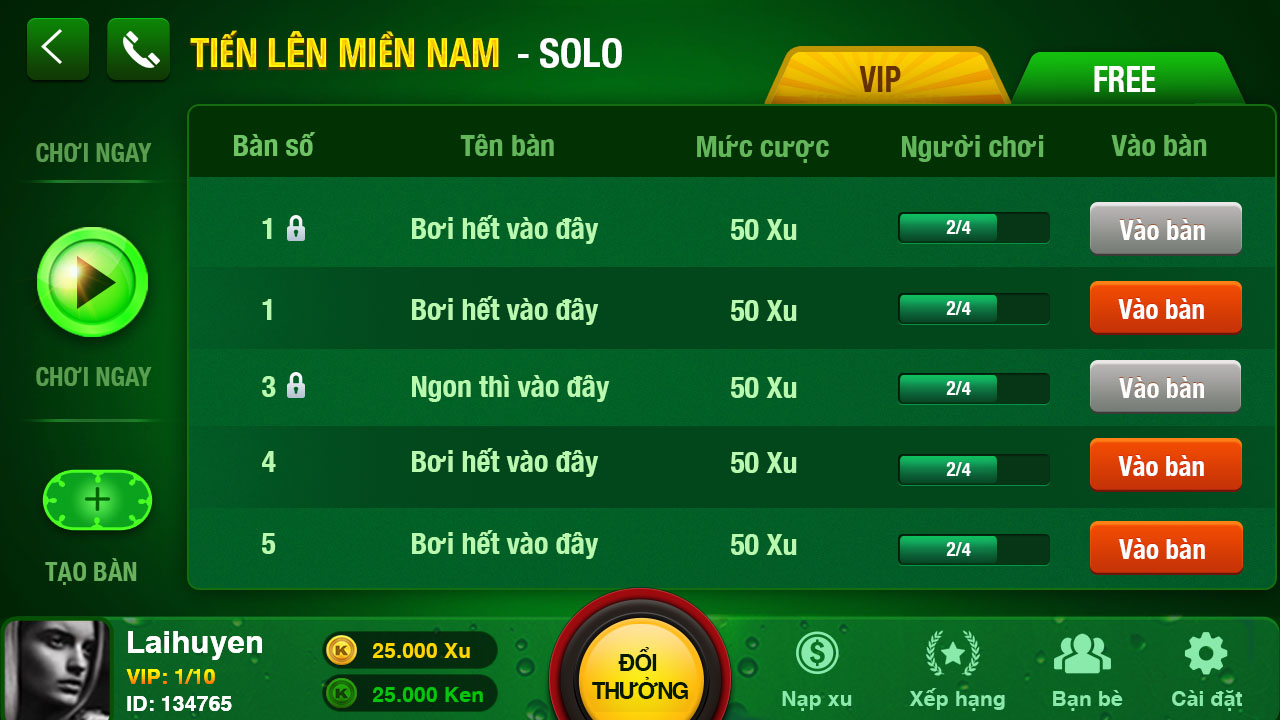 TIẾN LÊN MIỀN NAM - SOLO
VIP
FREE
CHƠI NGAY
CHƠI NGAY
TẠO BÀN
Bàn số Tên bàn Mức cược Người chơi Vào bàn
1 Bơi hết vào đây 50 Xu 2/4 Vào bàn
1 Bơi hết vào đây 50 Xu 2/4 Vào bàn
3 Ngon thì vào đây 50 Xu 2/4 Vào bàn
4 Bơi hết vào đây 50 Xu 2/4 Vào bàn
5 Bơi hết vào đây 50 Xu 2/4 Vào bàn
Laihuyen
VIP: 1/10
ID: 134765
K 25.000 Xu
K 25.000 Ken
ĐỔI
THƯỞNG
$
Nạp xu
Xếp hạng
Bạn bè
Cài đặt